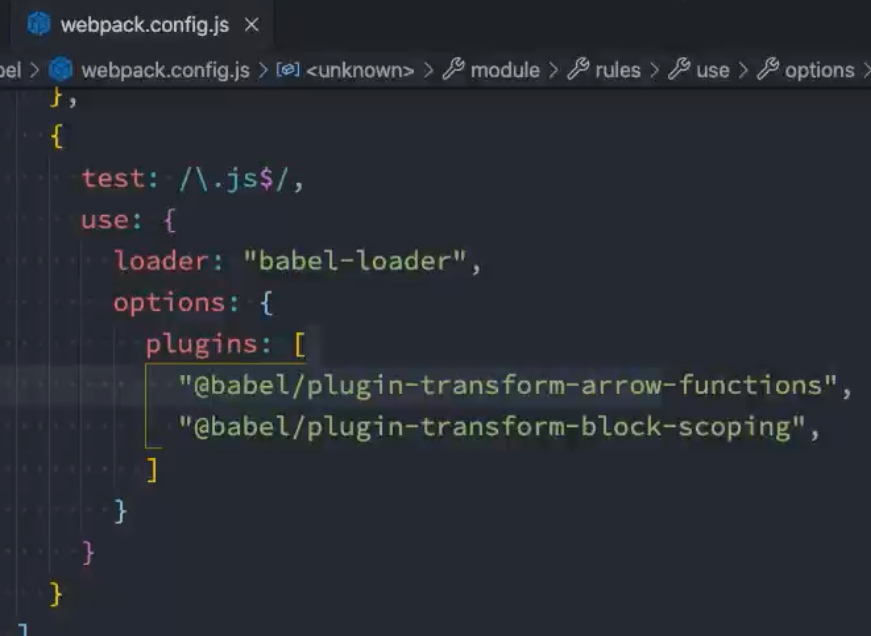 webpack.config.js ×
bel > webpack.config.js > <unknown> > module > rules > use > options >
},
{
test: /\.js$/,
use: {
loader: "babel-loader",
options: {
plugins: [
"@babel/plugin-transform-arrow-functions",
"@babel/plugin-transform-block-scoping",
]
}
}
}
]